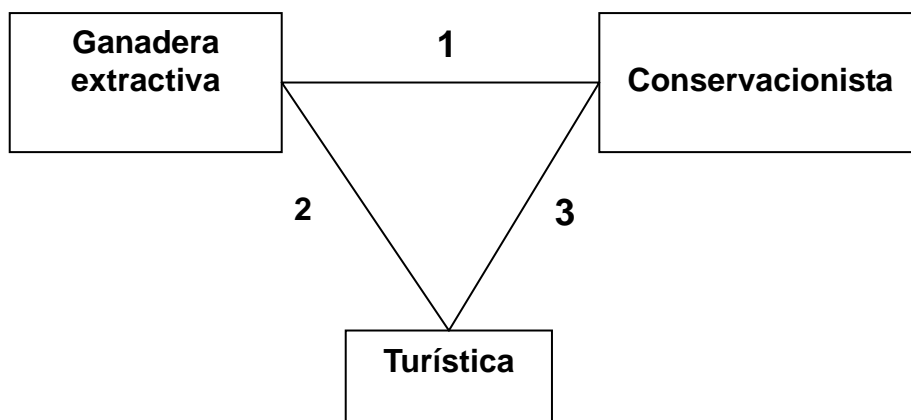 Ganadera
extractiva
1
Conservacionista
2
3
Turística